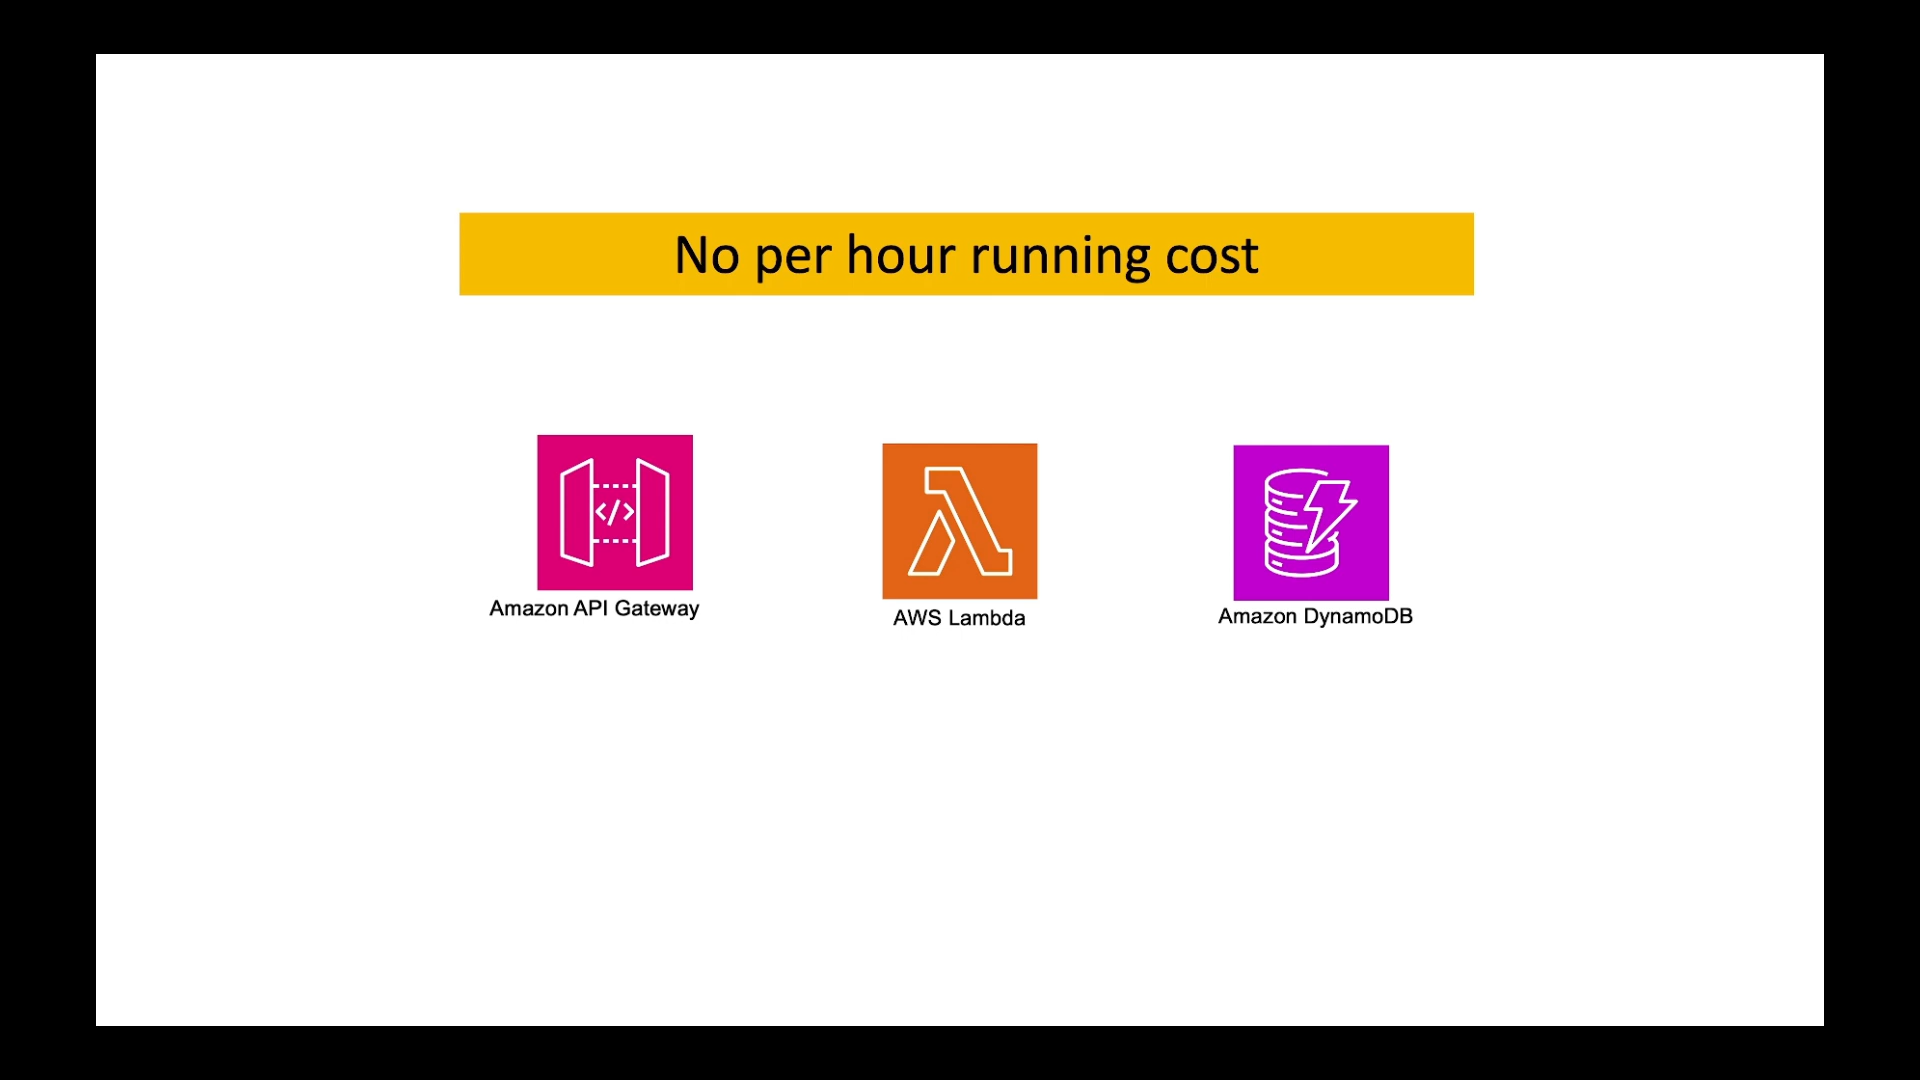 No per hour running cost
</>
Amazon API Gateway
AWS Lambda
Amazon DynamoDB